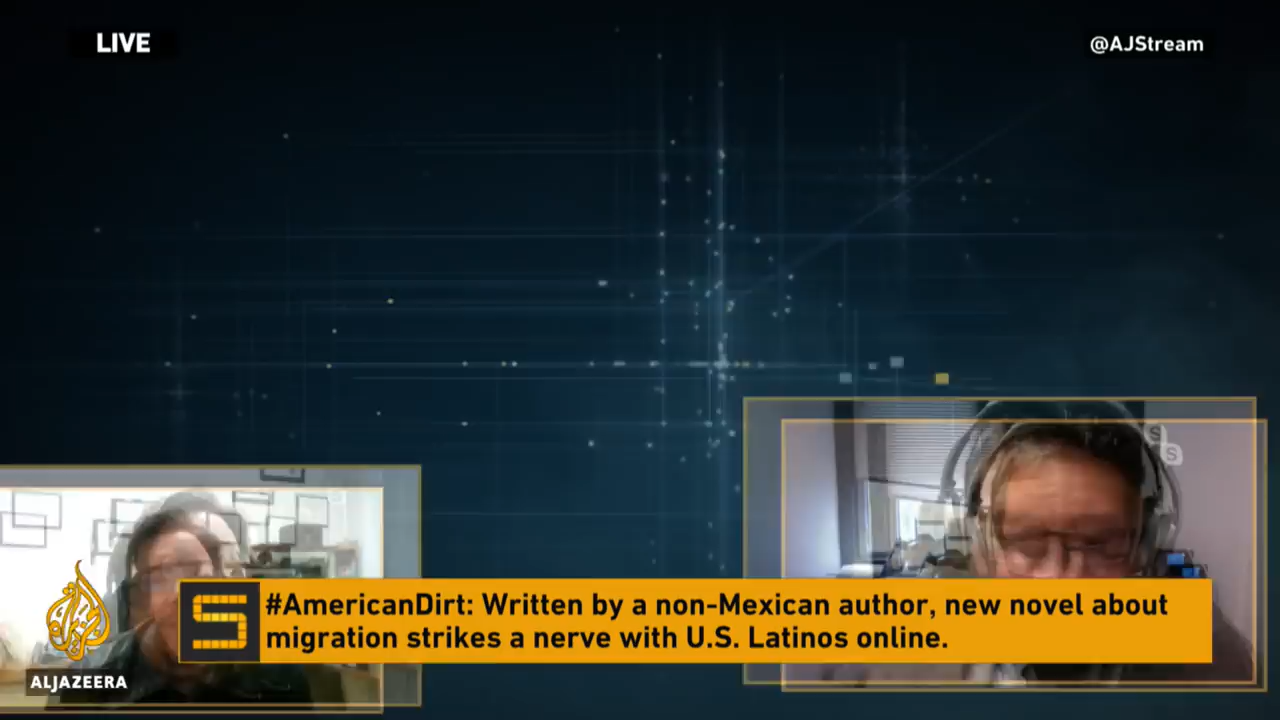 LIVE
@AJStream
S
S
#AmericanDirt: Written by a non-Mexican author, new novel about
migration strikes a nerve with U.S. Latinos online.
ALJAZEERA